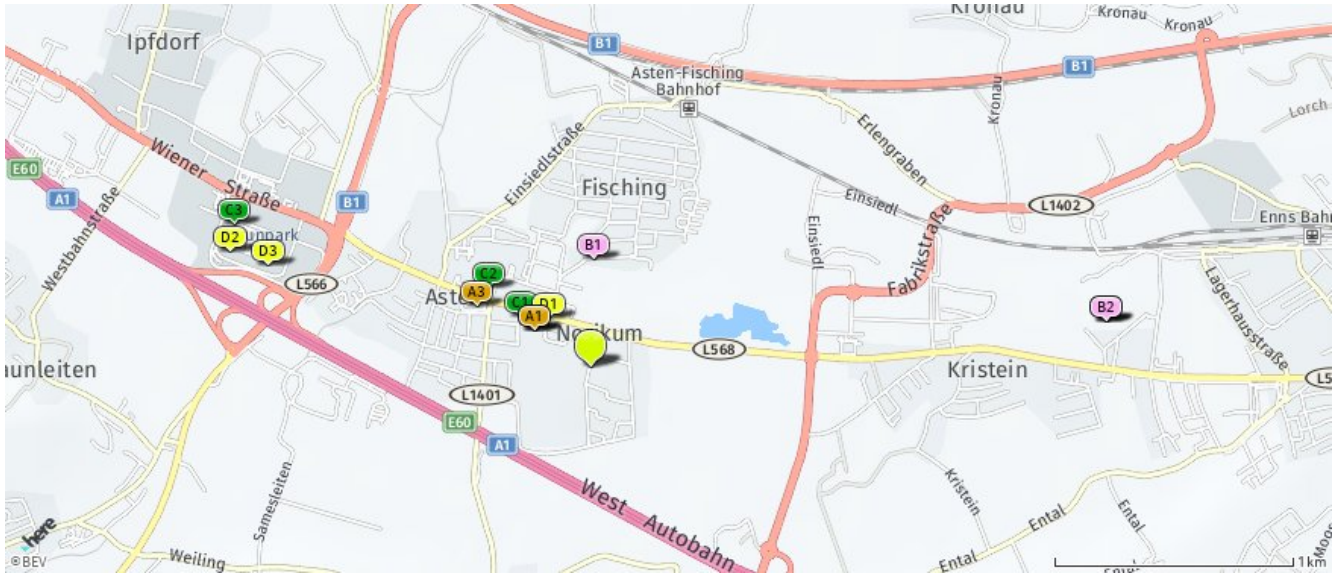 Kronau
Kronau
Kronau
Ipfdorf
B1
Asten-Fisching
Bahnhof
B1
Kronau
Lorch
Erlengraben
Wiener Straße
E60
A1
B1
Einsiedlstraße
Fisching
Einsiedl
L1402
Enns Bahn
C3
D2
D3
B1
Westbahnstraße
L566
Einsiedl
Fabrikstraße
Lagerhausstraße
C2
A3
C1
D1
A1
B2
L568
Kristein
L1401
E60
A1
Samesleiten
West Autobahn
Kristein
Ental
Ental
Ental
Weiling
here
©BEV
1 km